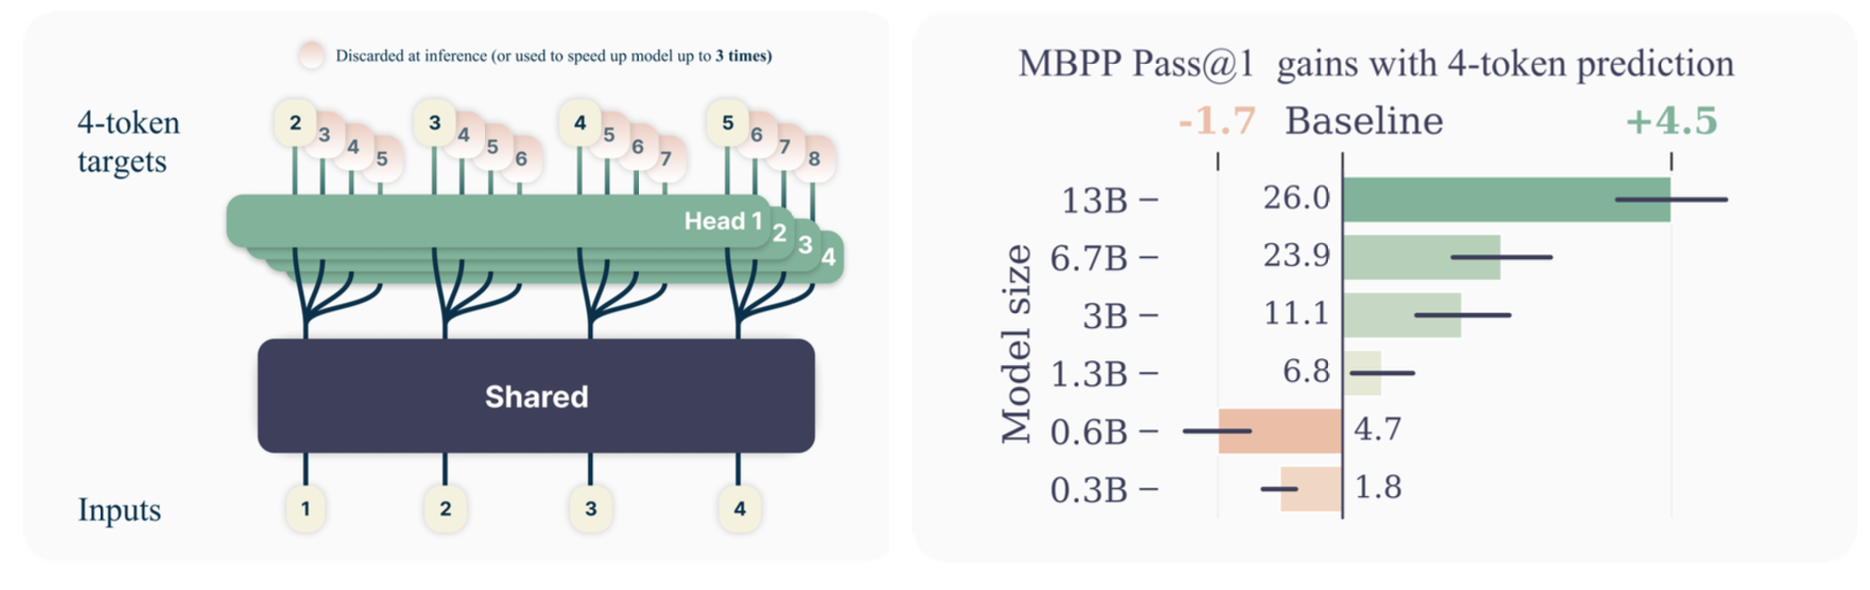 Discarded at inference (or used to speed up model up to 3 times)
4-token
targets
2 3 4 5
3 4 5 6
4 5 6 7
5 6 7 8
Head 1 2 3 4
Shared
Inputs
1 2 3 4
MBPP Pass@1 gains with 4-token prediction
-1.7 Baseline +4.5
Model size
13B 26.0
6.7B 23.9
3B 11.1
1.3B 6.8
0.6B 4.7
0.3B 1.8